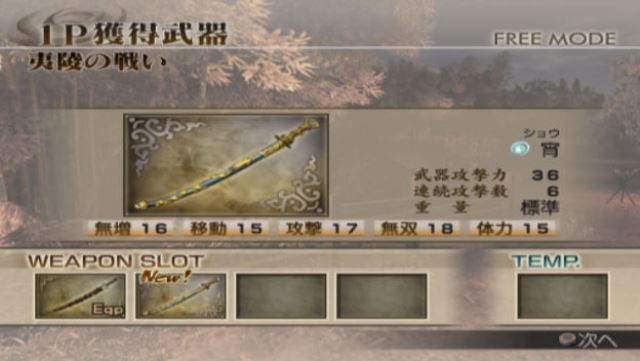 1P獲得武器
FREE MODE
夷陵の戦い
ショウ
宵
武器攻撃力 36
連続攻撃数 6
重量 標準
無増 16 移動 15 攻撃 17 無双 18 体力 15
WEAPON SLOT
TEMP.
New!
Eqp
次へ